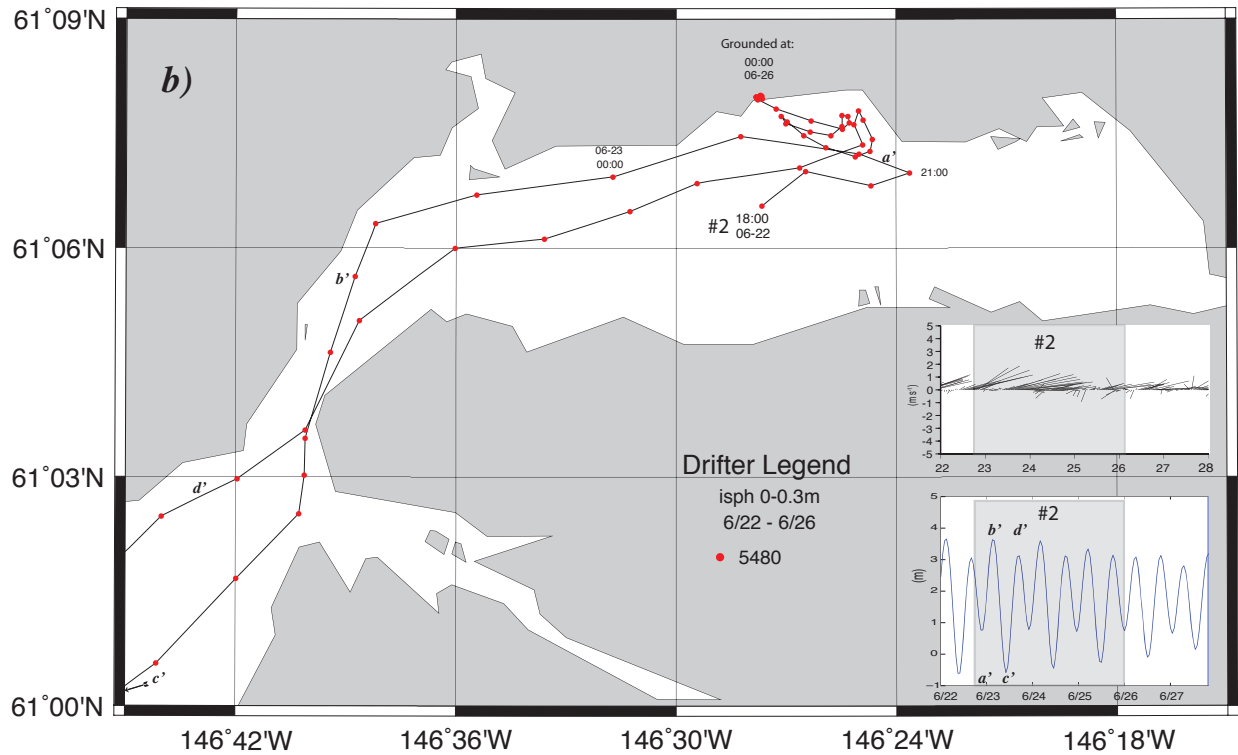 61°09'N
b)
Grounded at:
00:00
06-26
06-23
00:00
a'
21:00
#2
18:00
06-22
61°06'N
b'
5
4
3
2
1
0
-1
-2
-3
-4
-5
(m s⁻¹)
#2
22 23 24 25 26 27 28
Drifter Legend
isph 0-0.3m
6/22 - 6/26
5480
61°03'N
d'
5
4
3
2
1
0
-1
(m)
#2
b' d'
a' c'
6/22 6/23 6/24 6/25 6/26 6/27
c'
61°00'N
146°42'W 146°36'W 146°30'W 146°24'W 146°18'W